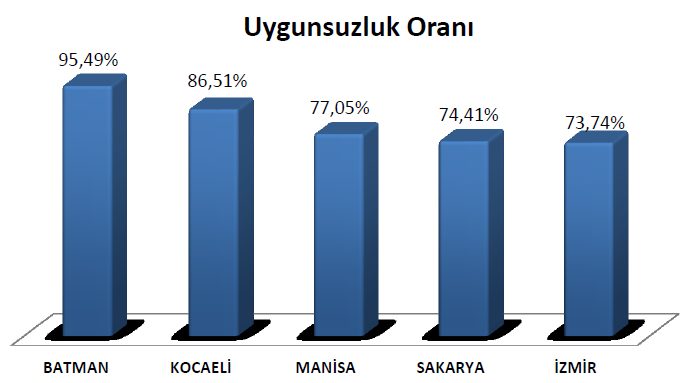 Uygunsuzluk Oranı
95,49%
86,51%
77,05%
74,41%
73,74%
BATMAN
KOCAELİ
MANİSA
SAKARYA
İZMİR